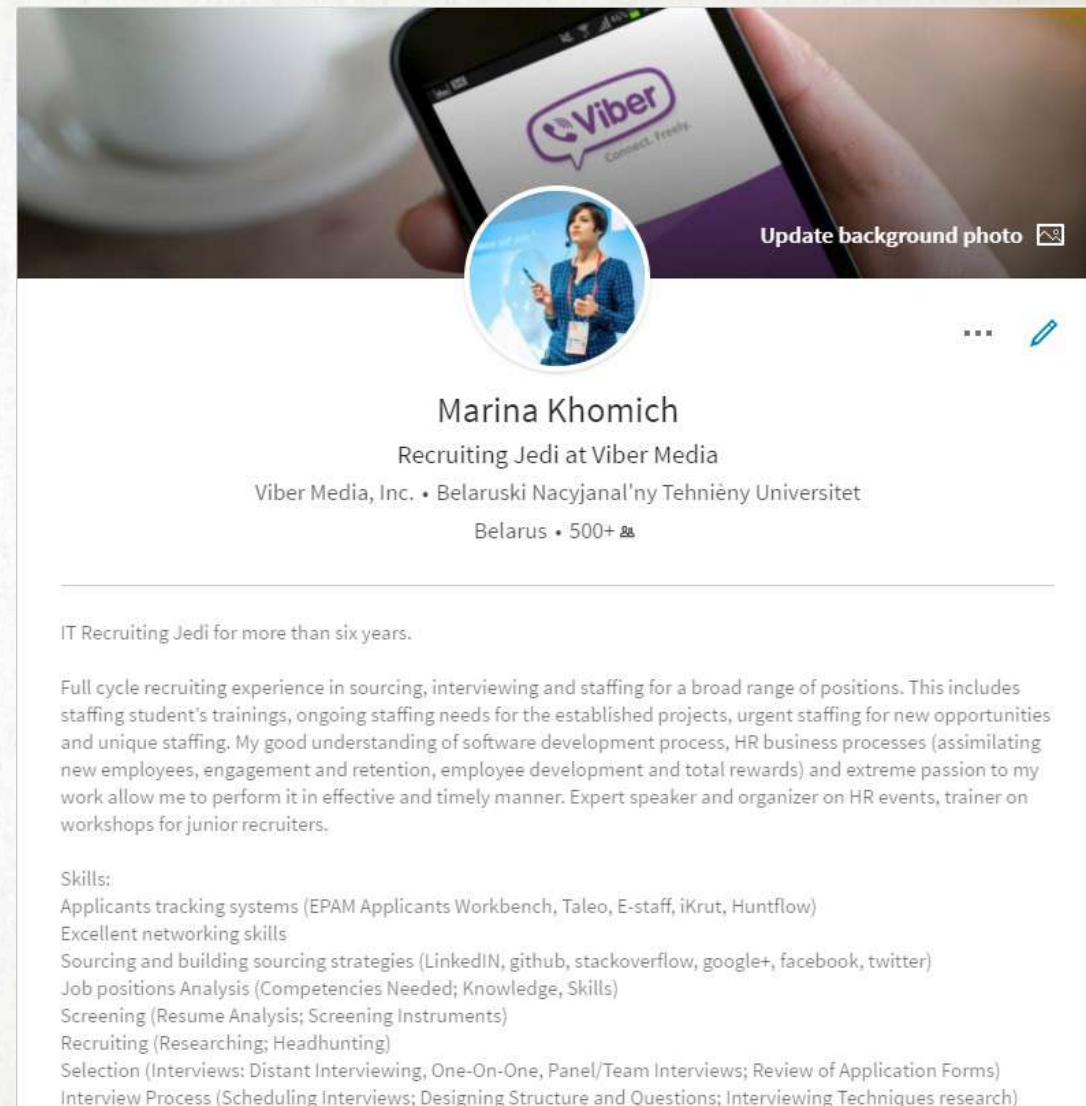 Viber
Connect. Freely.
Update background photo
Marina Khomich
Recruiting Jedi at Viber Media
Viber Media, Inc. • Belaruski Nacyjanal'ny Tehnièny Universitet
Belarus • 500+
IT Recruiting Jedi for more than six years.
Full cycle recruiting experience in sourcing, interviewing and staffing for a broad range of positions. This includes
staffing student's trainings, ongoing staffing needs for the established projects, urgent staffing for new opportunities
and unique staffing. My good understanding of software development process, HR business processes (assimilating
new employees, engagement and retention, employee development and total rewards) and extreme passion to my
work allow me to perform it in effective and timely manner. Expert speaker and organizer on HR events, trainer on
workshops for junior recruiters.
Skills:
Applicants tracking systems (EPAM Applicants Workbench, Taleo, E-staff, iKrut, Huntflow)
Excellent networking skills
Sourcing and building sourcing strategies (LinkedIN, github, stackoverflow, google+, facebook, twitter)
Job positions Analysis (Competencies Needed; Knowledge, Skills)
Screening (Resume Analysis; Screening Instruments)
Recruiting (Researching; Headhunting)
Selection (Interviews: Distant Interviewing, One-On-One, Panel/Team Interviews; Review of Application Forms)
Interview Process (Scheduling Interviews; Designing Structure and Questions; Interviewing Techniques research)